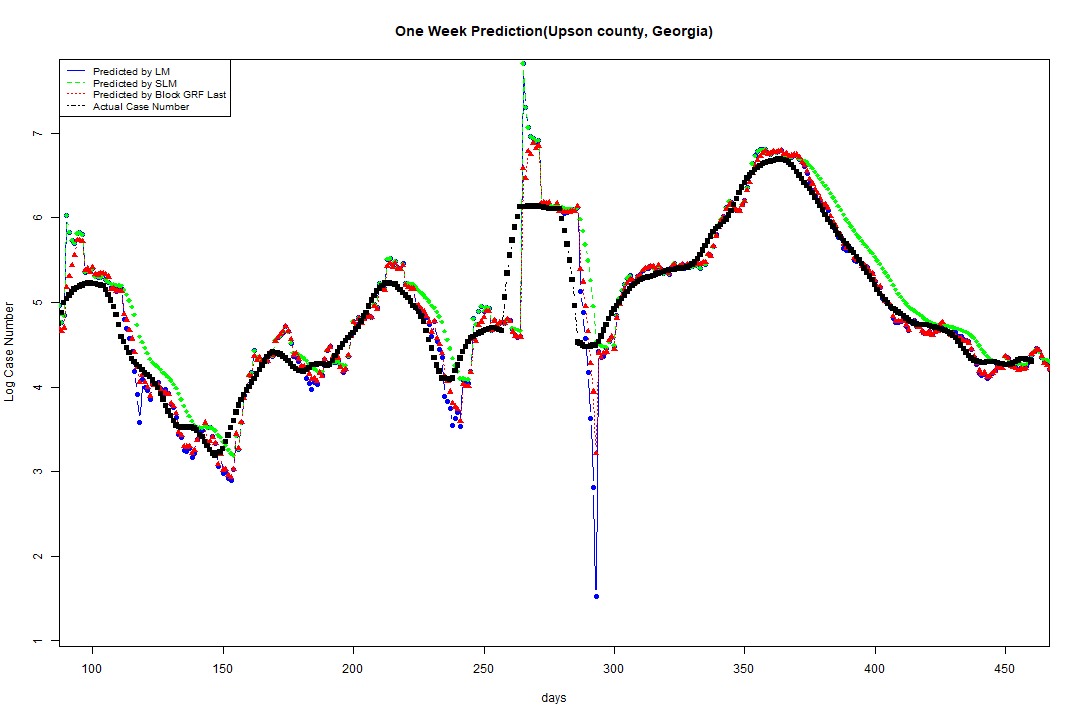 One Week Prediction(Upson county, Georgia)
Predicted by LM
Predicted by SLM
Predicted by Block GRF Last
Actual Case Number
Log Case Number
7
6
5
4
3
2
1
100 150 200 250 300 350 400 450
days